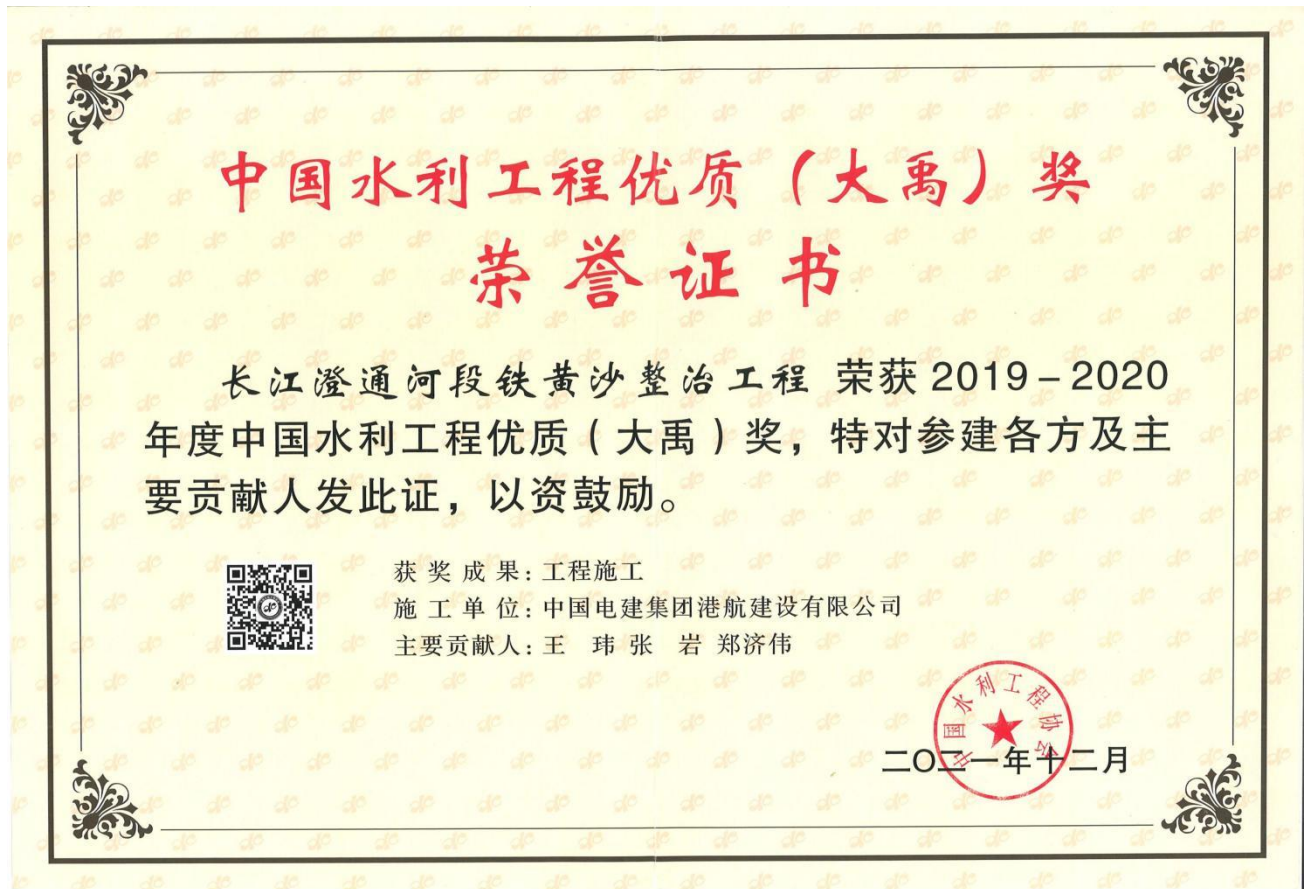 中国水利工程优质（大禹）奖
荣誉证书
长江澄通河段铁黄沙整治工程 荣获2019－2020
年度中国水利工程优质（大禹）奖，特对参建各方及主
要贡献人发此证，以资鼓励。
获奖成果：工程施工
施工单位：中国电建集团港航建设有限公司
主要贡献人：王 玮 张 岩 郑济伟
中国水利工程协会
二〇二一年十二月